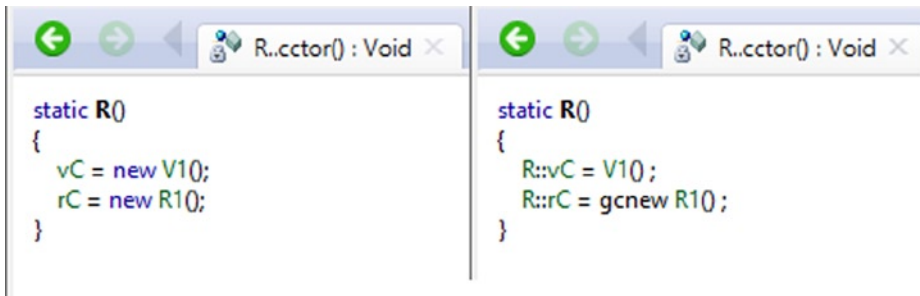 R..cctor() : Void
static R()
{
vC = new V1();
rC = new R1();
}
R..cctor() : Void
static R()
{
R::vC = V1() ;
R::rC = gcnew R1() ;
}